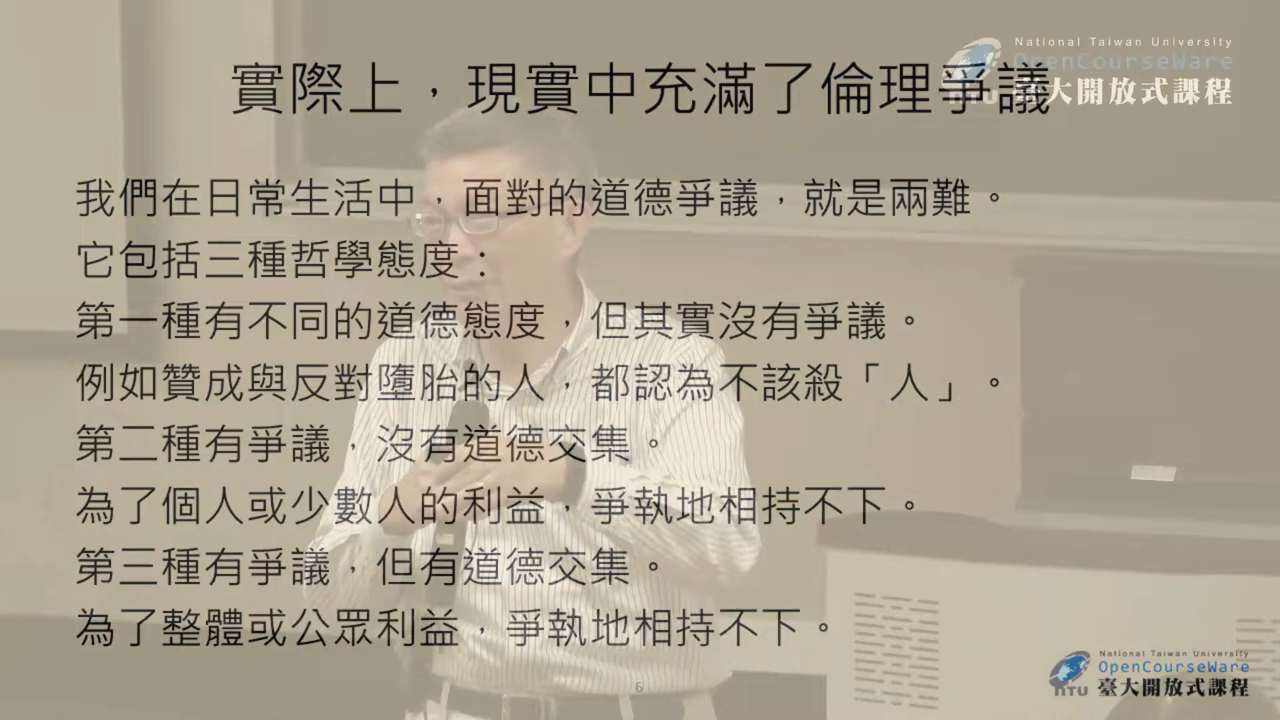 National Taiwan University
OpenCourseWare
NTU 臺大開放式課程
實際上，現實中充滿了倫理爭議
我們在日常生活中，面對的道德爭議，就是兩難。
它包括三種哲學態度：
第一種有不同的道德態度，但其實沒有爭議。
例如贊成與反對墮胎的人，都認為不該殺「人」。
第二種有爭議，沒有道德交集。
為了個人或少數人的利益，爭執地相持不下。
第三種有爭議，但有道德交集。
為了整體或公眾利益，爭執地相持不下。
6
National Taiwan University
OpenCourseWare
NTU 臺大開放式課程